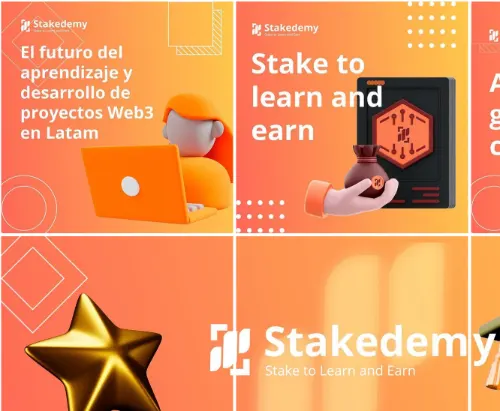 Stakedemy
El futuro del
aprendizaje y
desarrollo de
proyectos Web3
en Latam
Stakedemy
Stake to
learn and
earn
A
g
c
Stakedemy
Stake to Learn and Earn